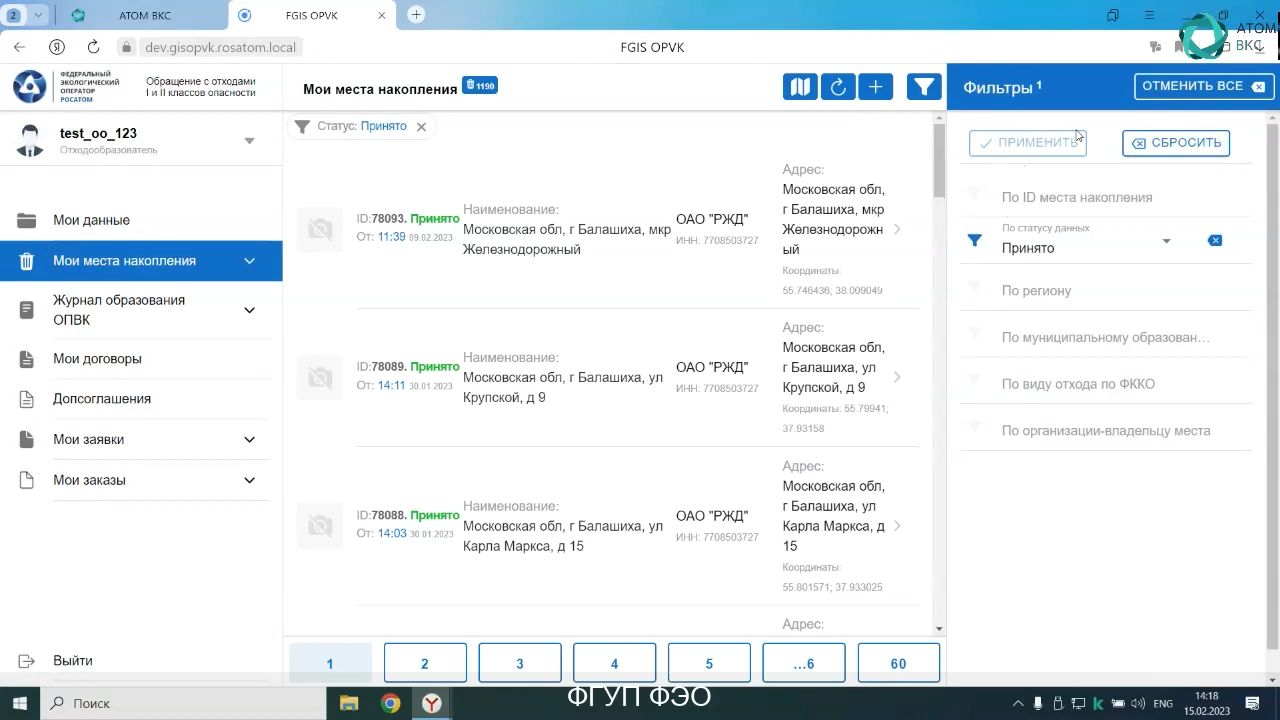 2
АТОМ ВКС
FGIS OPVK
dev.gisopvk.rosatom.local
FGIS OPVK
АТОМ
ВКС
ФЕДЕРАЛЬНЫЙ
ЭКОЛОГИЧЕСКИЙ
ОПЕРАТОР
РОСАТОМ
Обращение с отходами
I и II классов опасности
Мои места накопления
1190
Фильтры 1
ОТМЕНИТЬ ВСЕ
test_oo_123
Отходообразователь
Статус: Принято
ПРИМЕНИТЬ
СБРОСИТЬ
Мои данные
Мои места накопления
Журнал образования
ОПВК
Мои договоры
Допсоглашения
Мои заявки
Мои заказы
Выйти
ID:78093. Принято
От: 11:39 09.02.2023
Наименование:
Московская обл, г Балашиха, мкр
Железнодорожный
ОАО "РЖД"
ИНН: 7708503727
Адрес:
Московская обл,
г Балашиха, мкр
Железнодорожн
ый
Координаты:
55.746436; 38.009049
ID:78089. Принято
От: 14:11 30.01.2023
Наименование:
Московская обл, г Балашиха, ул
Крупской, д 9
ОАО "РЖД"
ИНН: 7708503727
Адрес:
Московская обл,
г Балашиха, ул
Крупской, д 9
Координаты: 55.79941;
37.93158
ID:78088. Принято
От: 14:03 30.01.2023
Наименование:
Московская обл, г Балашиха, ул
Карла Маркса, д 15
ОАО "РЖД"
ИНН: 7708503727
Адрес:
Московская обл,
г Балашиха, ул
Карла Маркса, д
15
Координаты:
55.801571; 37.933025
Адрес:
По ID места накопления
По статусу данных
Принято
По региону
По муниципальному образован...
По виду отхода по ФККО
По организации-владельцу места
1
2
3
4
5
...6
60
Поиск
ФГУП ФЭО
ENG
14:18
15.02.2023